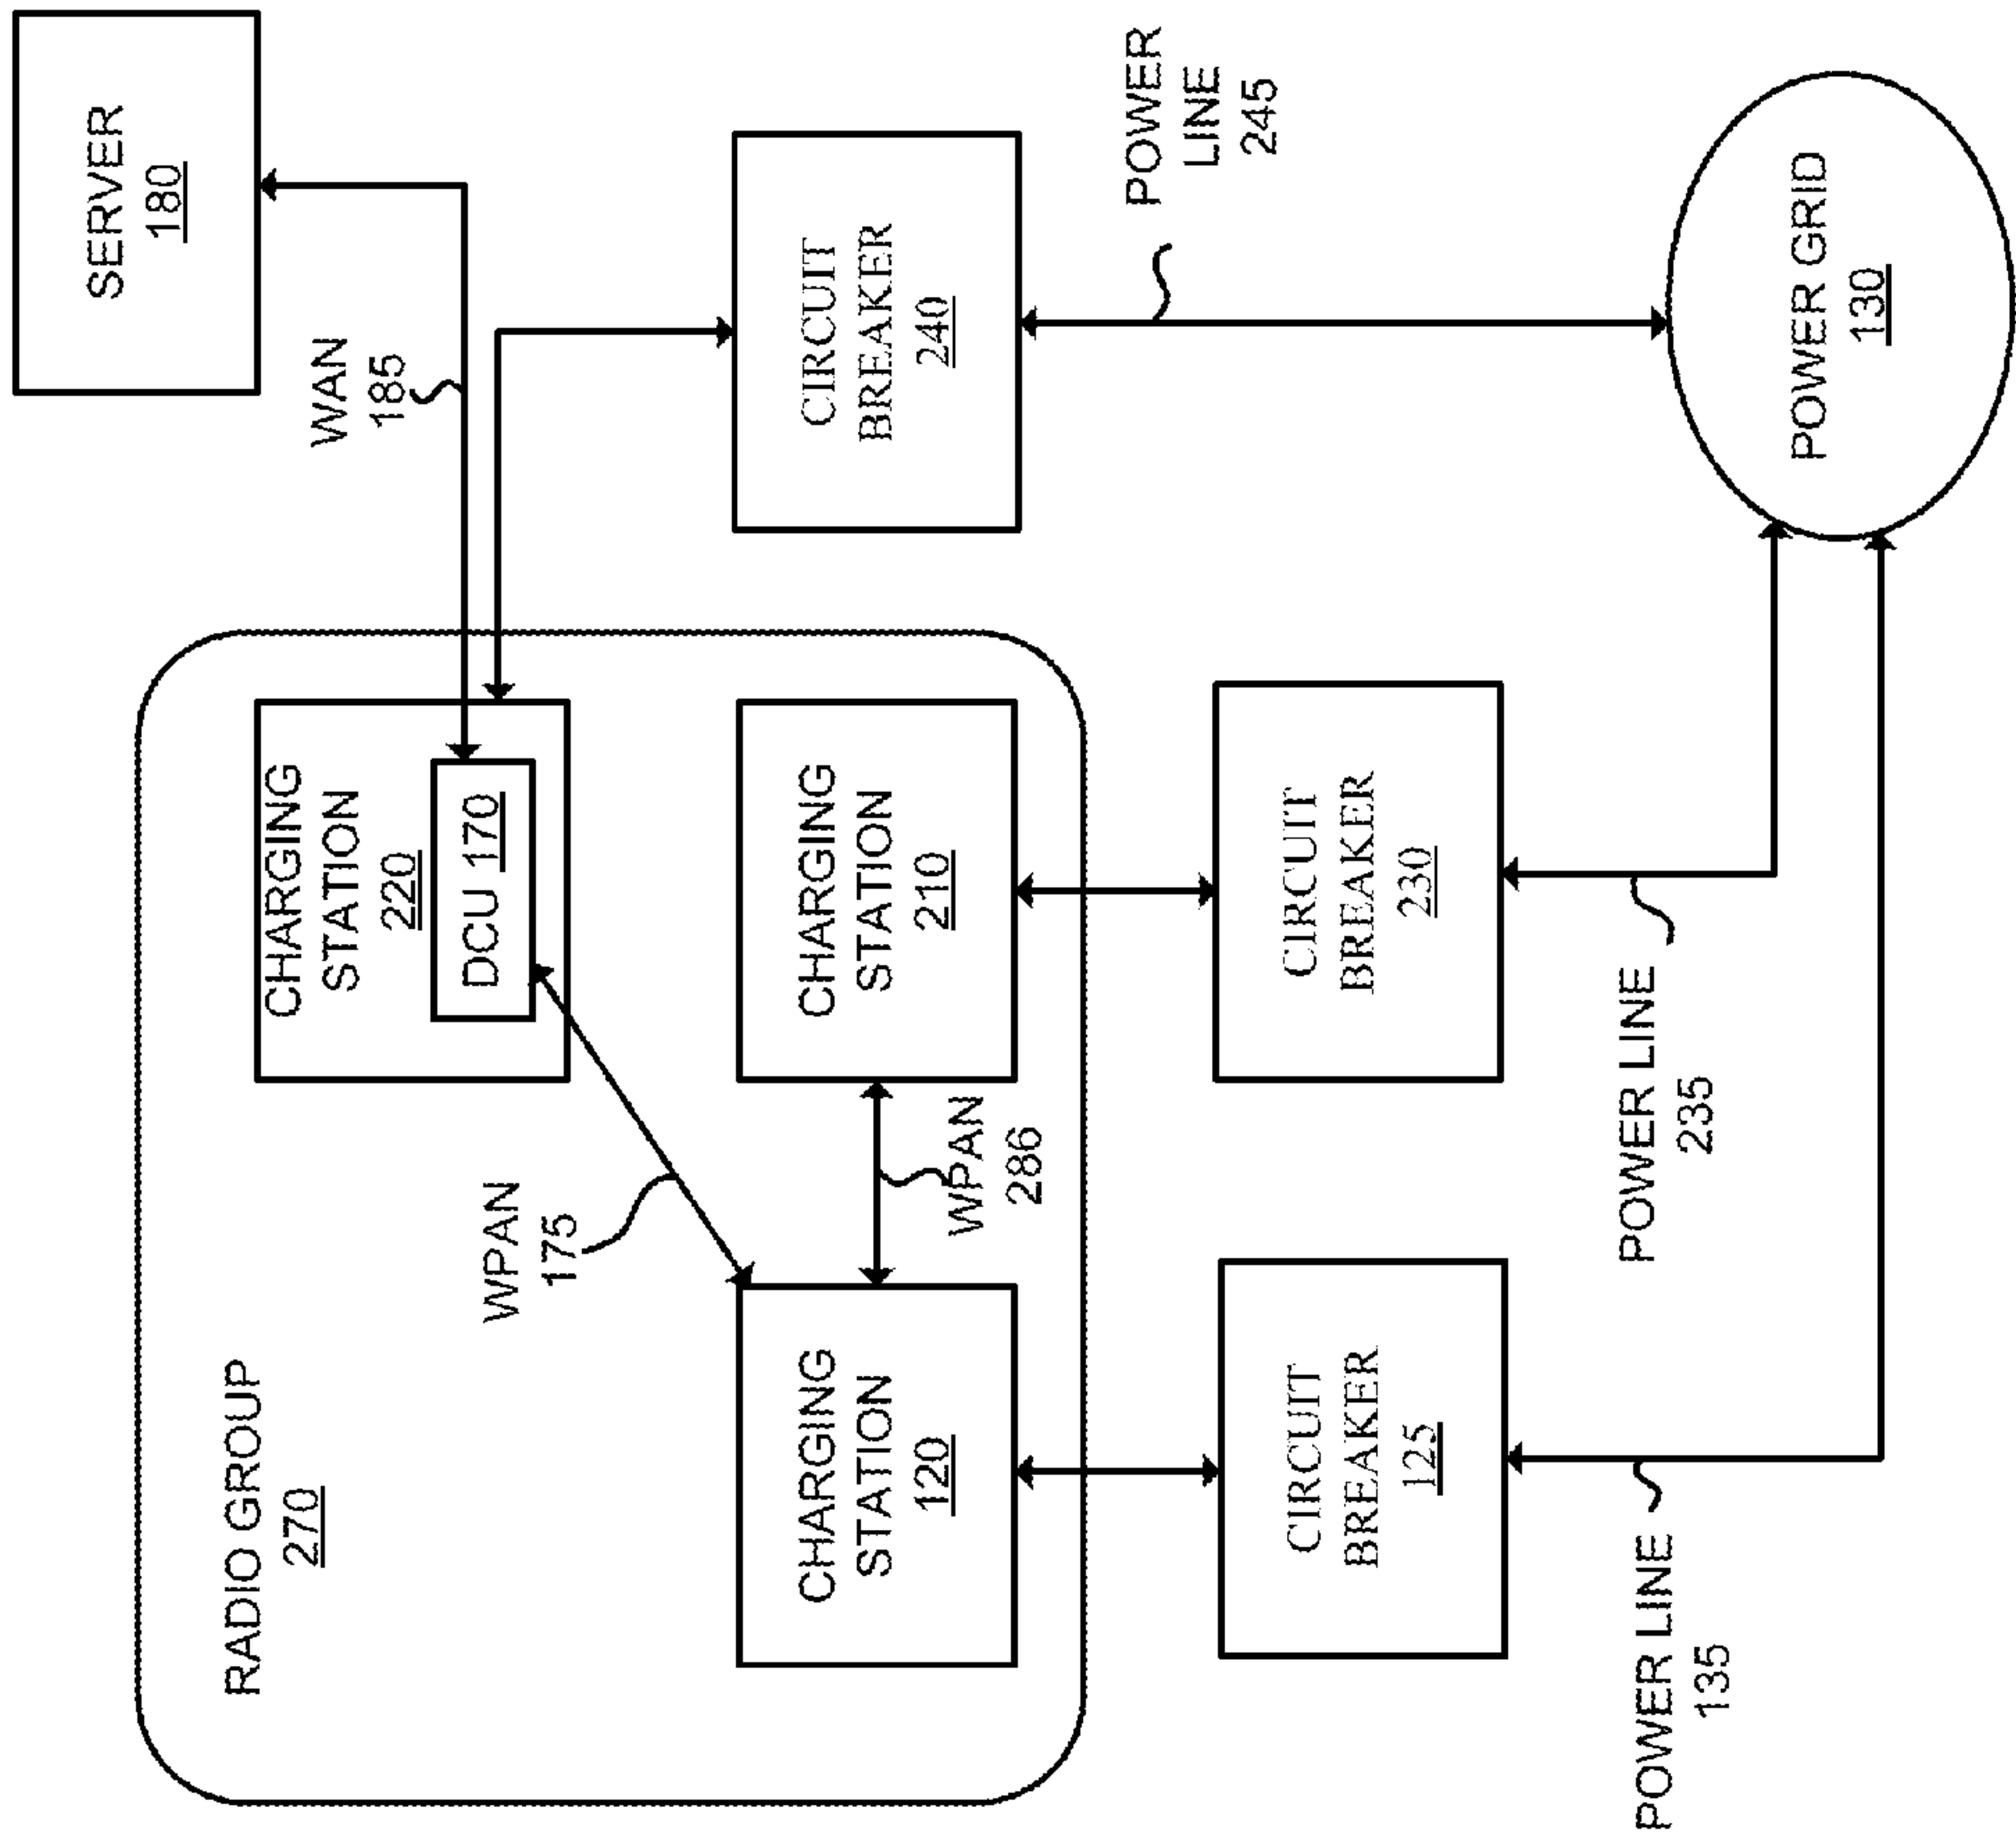 SERVER
180
WAN
185
RADIO GROUP
270
CHARGING
STATION
220
DCU 170
WPAN
175
CHARGING
STATION
120
WPAN
286
CHARGING
STATION
210
CIRCUIT
BREAKER
240
POWER
LINE
245
CIRCUIT
BREAKER
125
CIRCUIT
BREAKER
230
POWER LINE
135
POWER LINE
235
POWER GRID
130